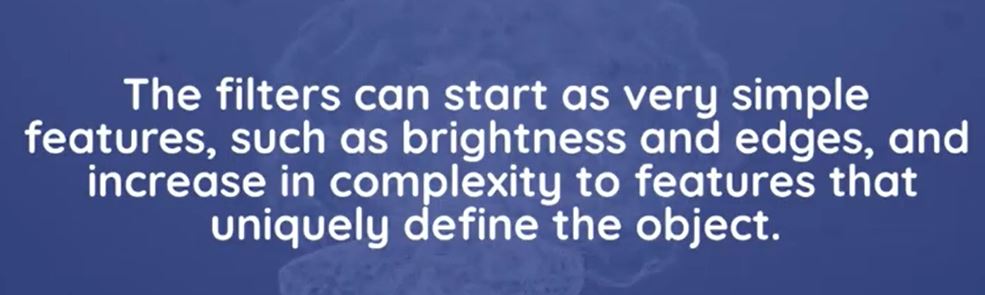 The filters can start as very simple
features, such as brightness and edges, and
increase in complexity to features that
uniquely define the object.